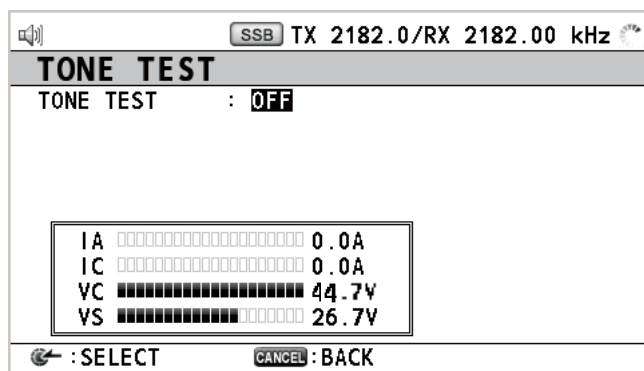 SSB TX 2182.0/RX 2182.00 kHz
TONE TEST
TONE TEST : OFF
IA 0.0A
IC 0.0A
VC 44.7V
VS 26.7V
:SELECT CANCEL:BACK